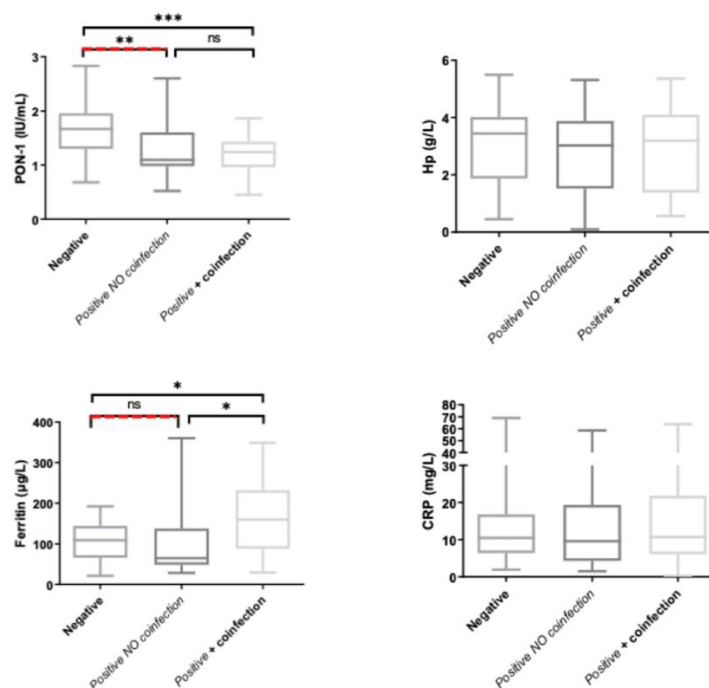 ***
**
ns
3
2
1
0
PON-1 (IU/mL)
Negative
Positive NO coinfection
Positive + coinfection
6
4
2
0
Hp (g/L)
Negative
Positive NO coinfection
Positive + coinfection
*
ns
*
400
300
200
100
0
Ferritin (µg/L)
Negative
Positive NO coinfection
Positive + coinfection
80
70
60
50
40
30
20
10
0
CRP (mg/L)
Negative
Positive NO coinfection
Positive + coinfection